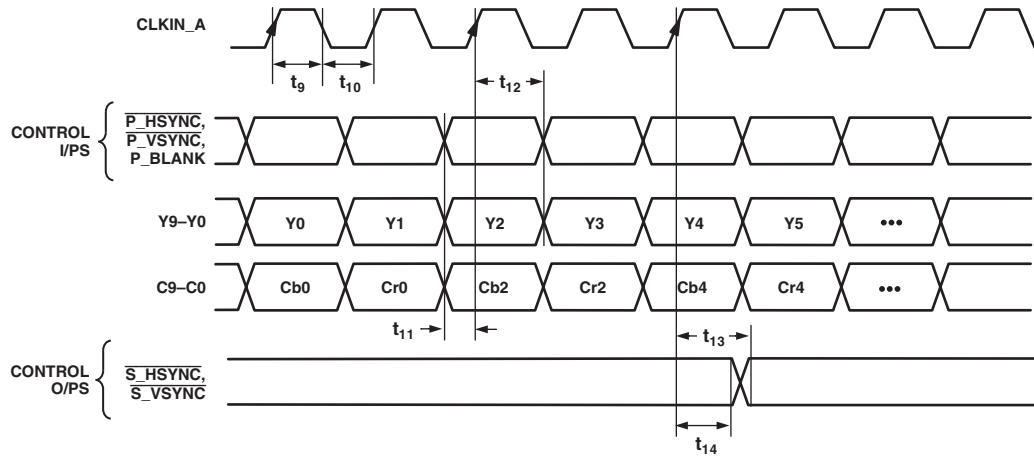 CLKIN_A
t9
t10
t12
CONTROL
I/PS
P_HSYNC,
P_VSYNC,
P_BLANK
Y9–Y0
Y0
Y1
Y2
Y3
Y4
Y5
•••
C9–C0
Cb0
Cr0
Cb2
Cr2
Cb4
Cr4
•••
t11
t13
CONTROL
O/PS
S_HSYNC,
S_VSYNC
t14